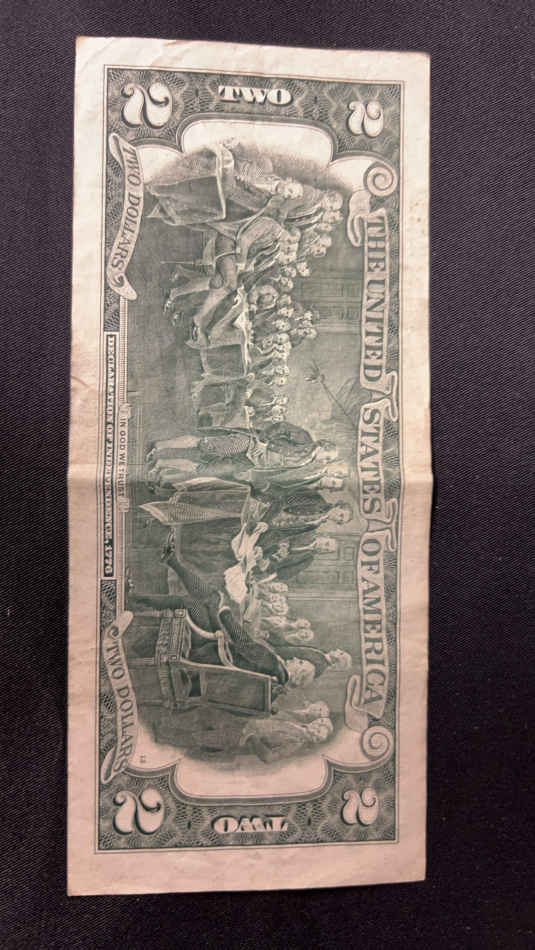 THE UNITED STATES OF AMERICA
2
TWO
2
2
TWO
2
TWO DOLLARS
IN GOD WE TRUST
DECLARATION OF INDEPENDENCE, 1776
TWO DOLLARS